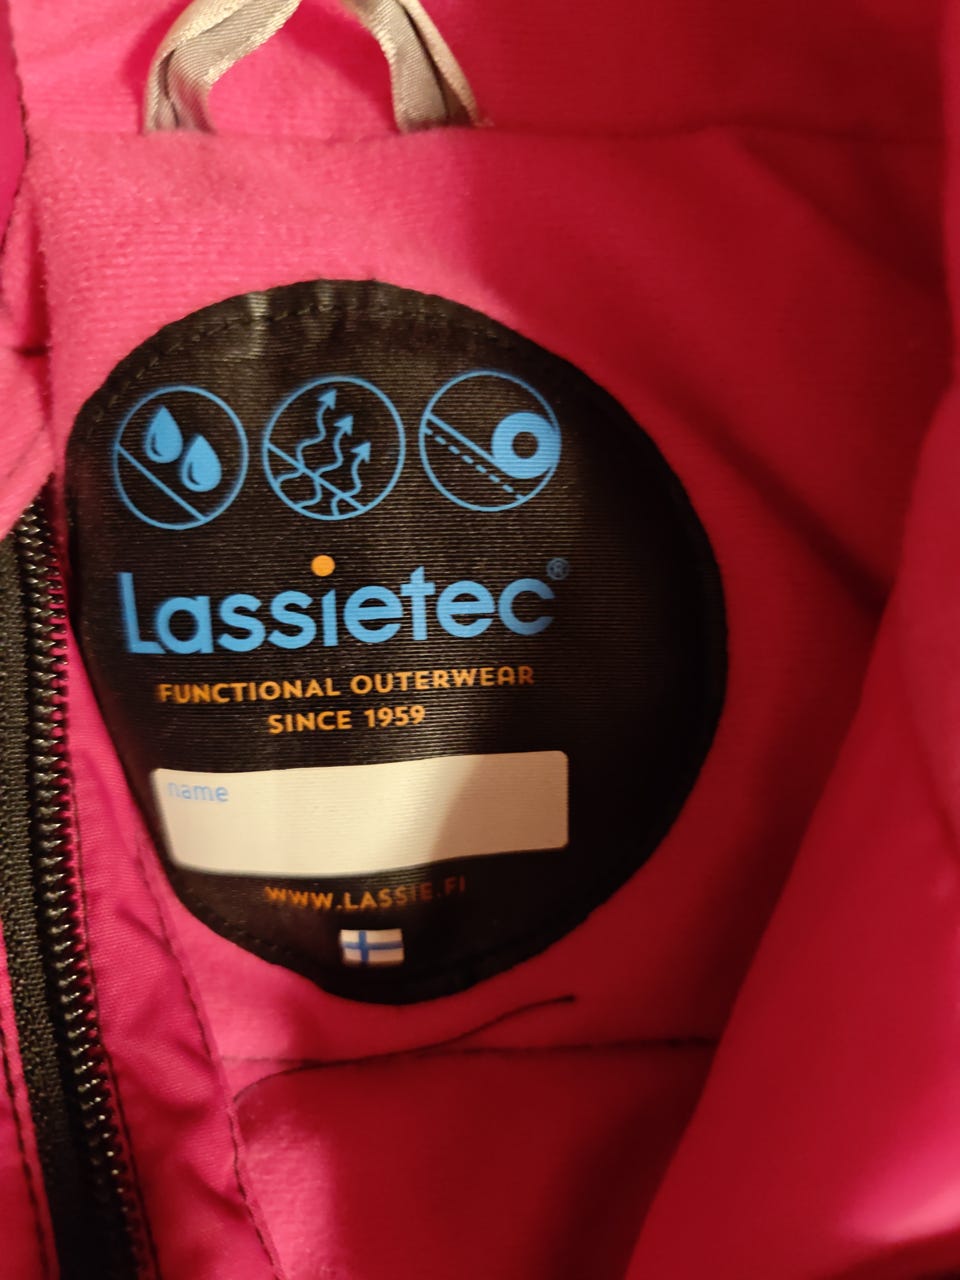 Lassietec®
FUNCTIONAL OUTERWEAR
SINCE 1959
name
WWW.LASSIE.FI